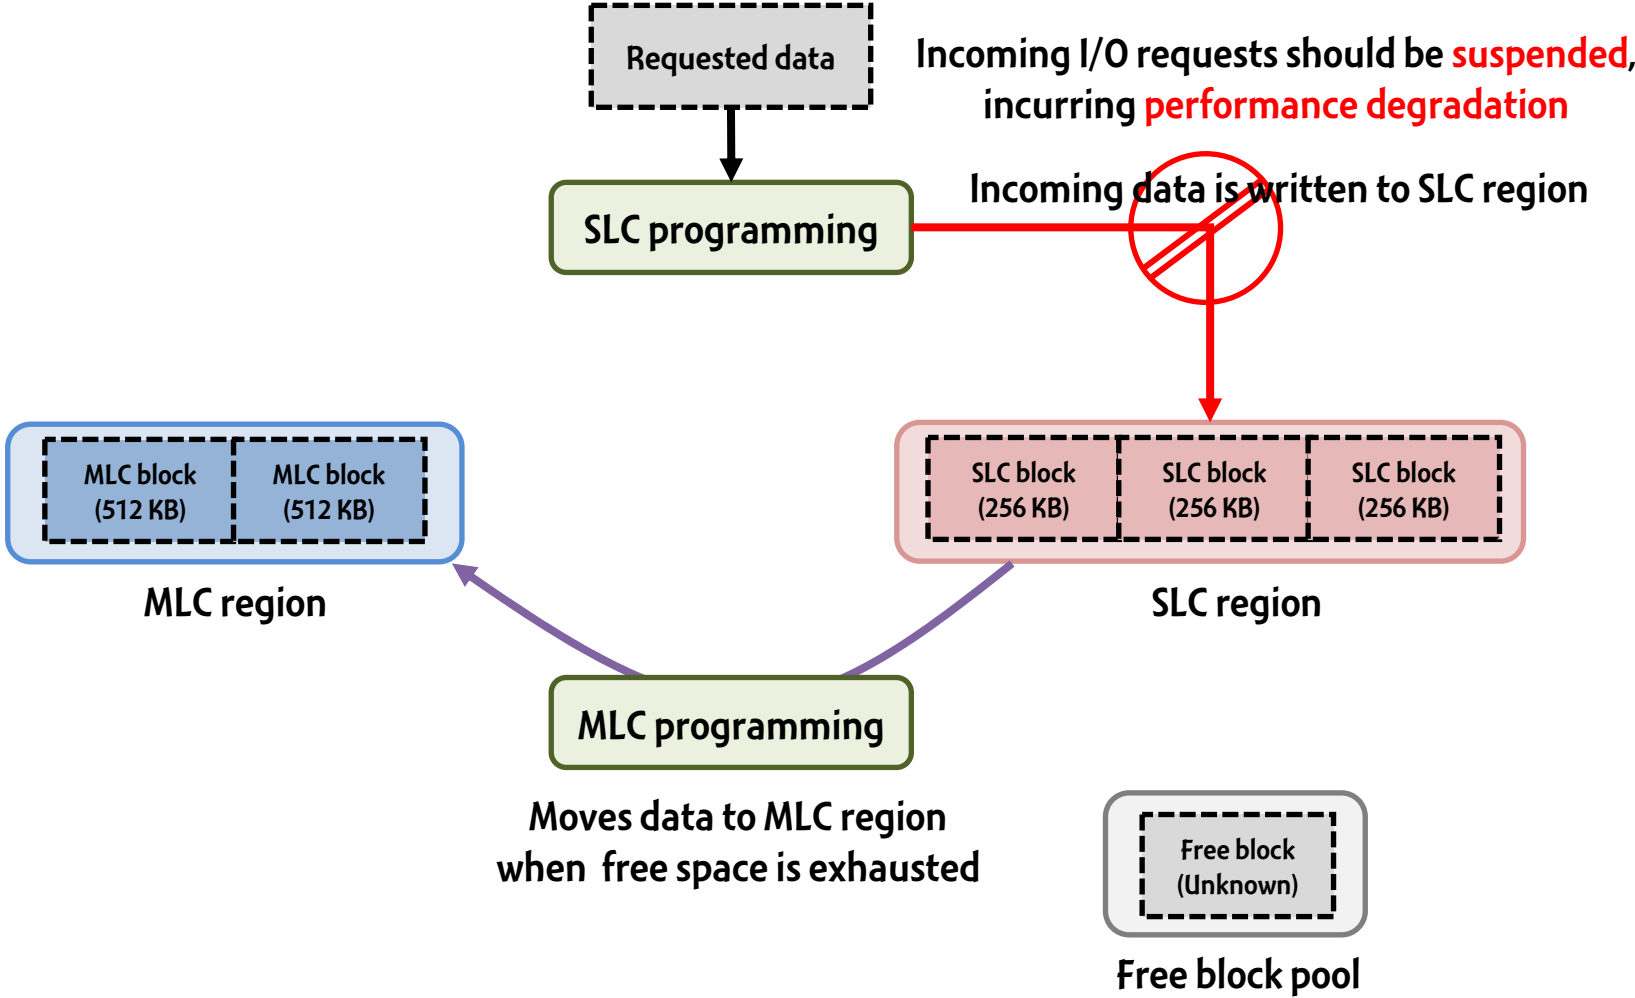 Requested data
Incoming I/O requests should be suspended,
incurring performance degradation
Incoming data is written to SLC region
SLC programming
MLC block
(512 KB)
MLC block
(512 KB)
SLC block
(256 KB)
SLC block
(256 KB)
SLC block
(256 KB)
MLC region
SLC region
MLC programming
Moves data to MLC region
when free space is exhausted
Free block
(Unknown)
Free block pool